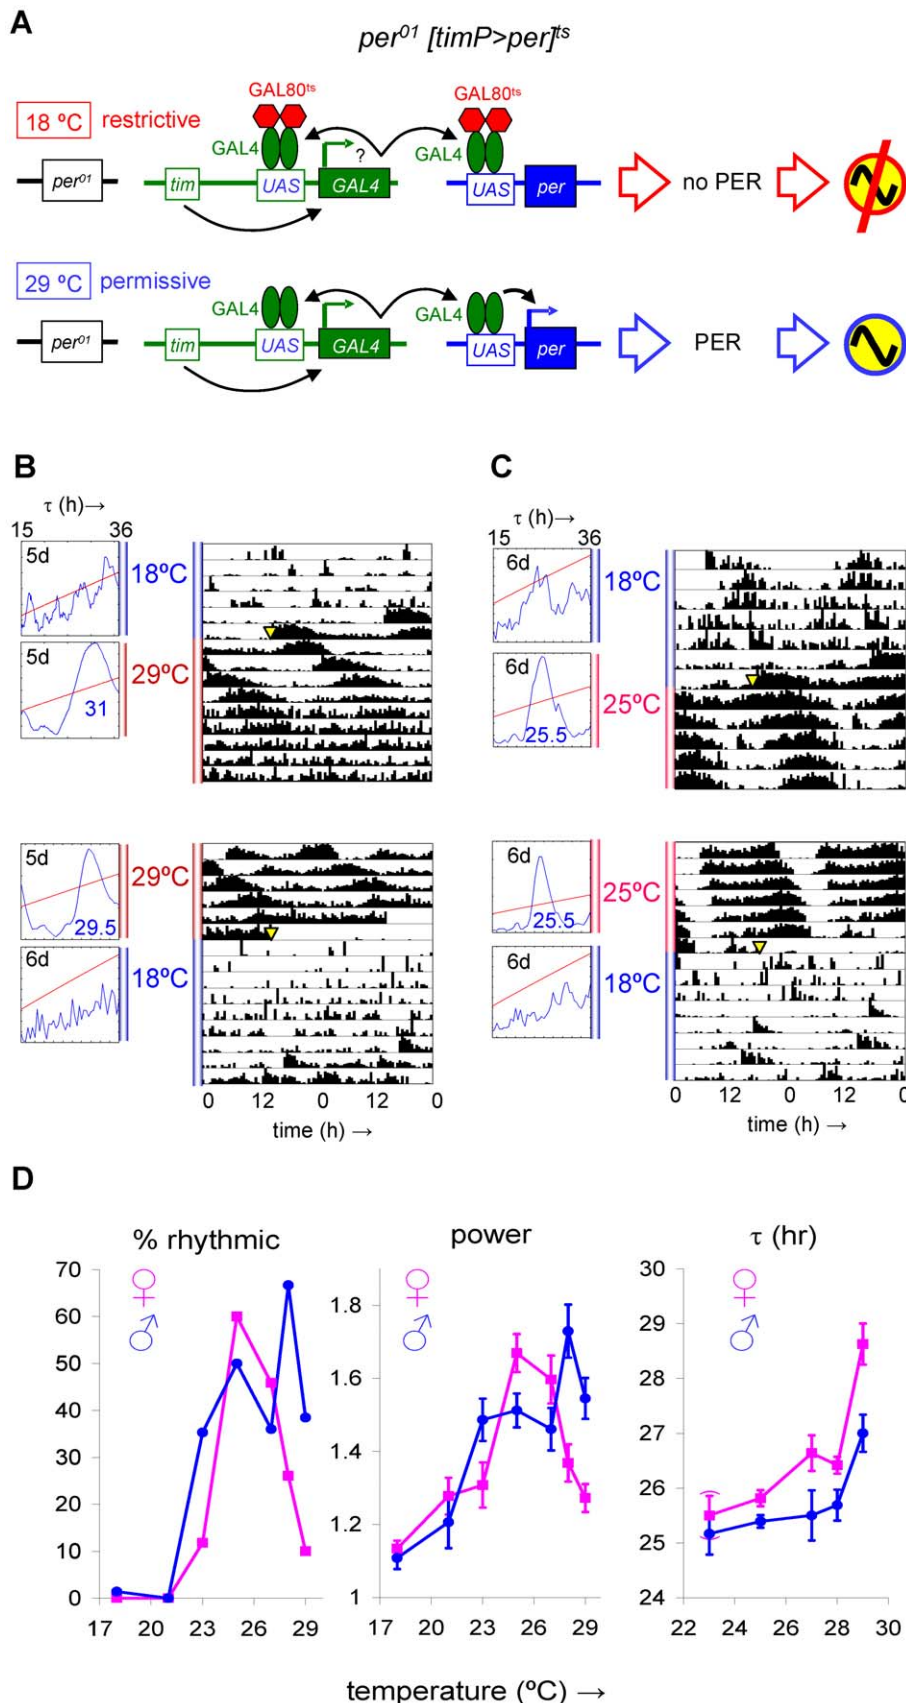 A
per⁰¹ [timP>per]ᵗˢ
18 ºC restrictive
GAL80ᵗˢ GAL80ᵗˢ
GAL4 ? GAL4
per⁰¹ tim UAS GAL4 UAS per no PER
29 ºC permissive
GAL4 GAL4
per⁰¹ tim UAS GAL4 UAS per PER
B
τ (h)→
15 36
5d 18ºC
5d 29ºC
31
5d 29ºC
29.5
6d 18ºC
0 12 0 12 0
time (h) →
C
τ (h)→
15 36
6d 18ºC
6d 25ºC
25.5
6d 25ºC
25.5
6d 18ºC
0 12 0 12 0
time (h) →
D
% rhythmic
♀
♂
70
60
50
40
30
20
10
0
17 20 23 26 29
power
♀
♂
1.8
1.6
1.4
1.2
1
17 20 23 26 29
τ (hr)
♀
♂
30
29
28
27
26
25
24
22 24 26 28 30
temperature (ºC) →